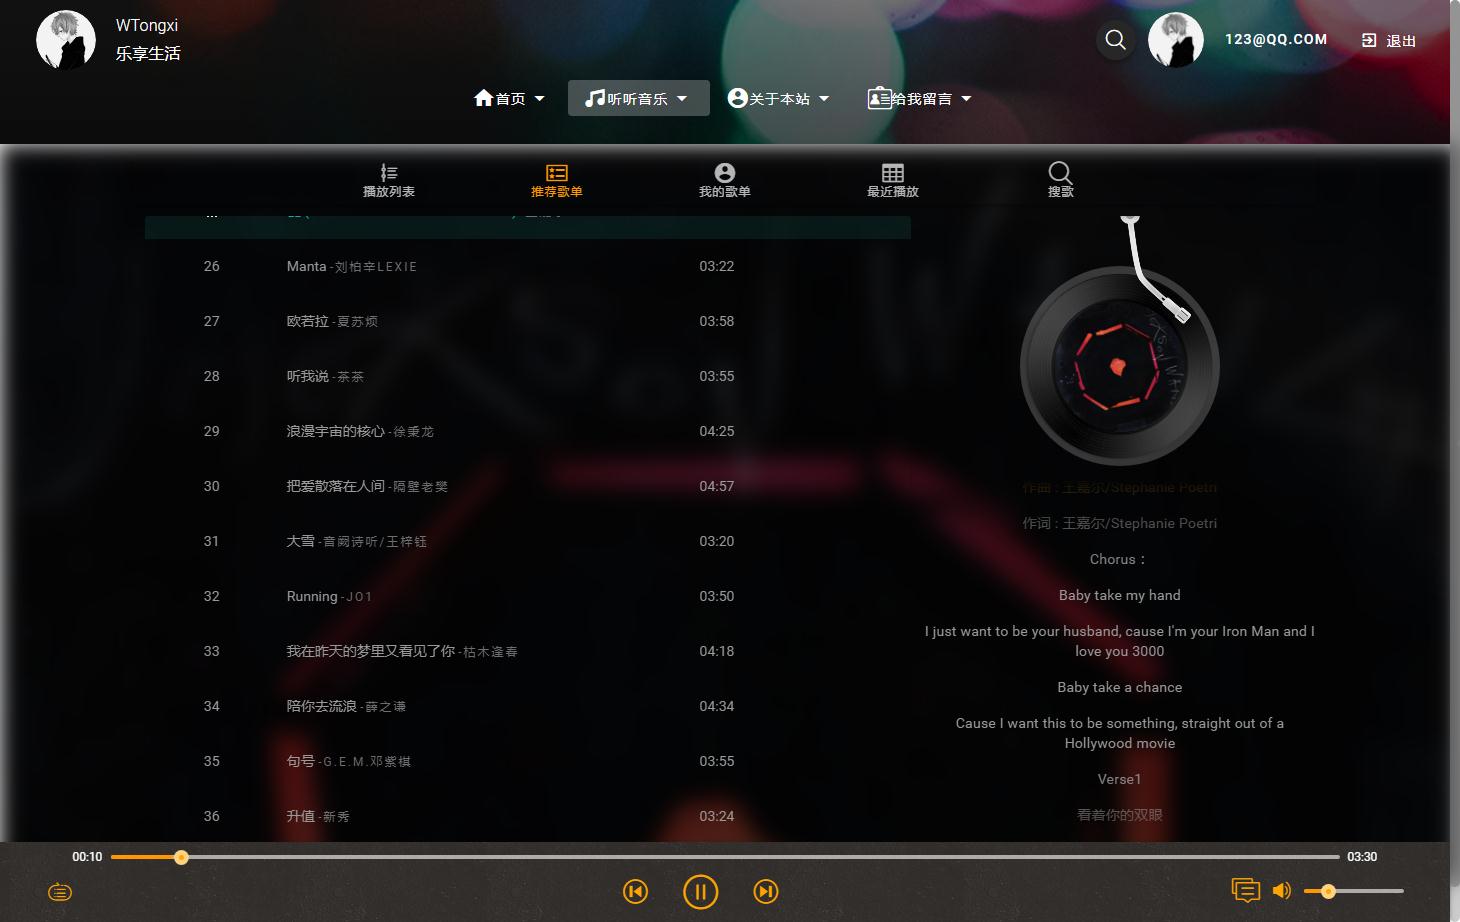 WTongxi
乐享生活
123@QQ.COM
退出
首页
听听音乐
关于本站
给我留言
播放列表
推荐歌单
我的歌单
最近播放
搜歌
26 Manta -刘柏辛LEXIE 03:22
27 欧若拉 -夏苏烦 03:58
28 听我说 -茶茶 03:55
29 浪漫宇宙的核心 -徐秉龙 04:25
30 把爱散落在人间 -隔壁老樊 04:57
31 大雪 -音阙诗听/王梓钰 03:20
32 Running -JO1 03:50
33 我在昨天的梦里又看见了你 -枯木逢春 04:18
34 陪你去流浪 -薛之谦 04:34
35 句号 -G.E.M.邓紫棋 03:55
36 升值 -新秀 03:24
作曲 : 王嘉尔/Stephanie Poetri
作词 : 王嘉尔/Stephanie Poetri
Chorus：
Baby take my hand
I just want to be your husband, cause I'm your Iron Man and I
love you 3000
Baby take a chance
Cause I want this to be something, straight out of a
Hollywood movie
Verse1
看着你的双眼
00:10
03:30